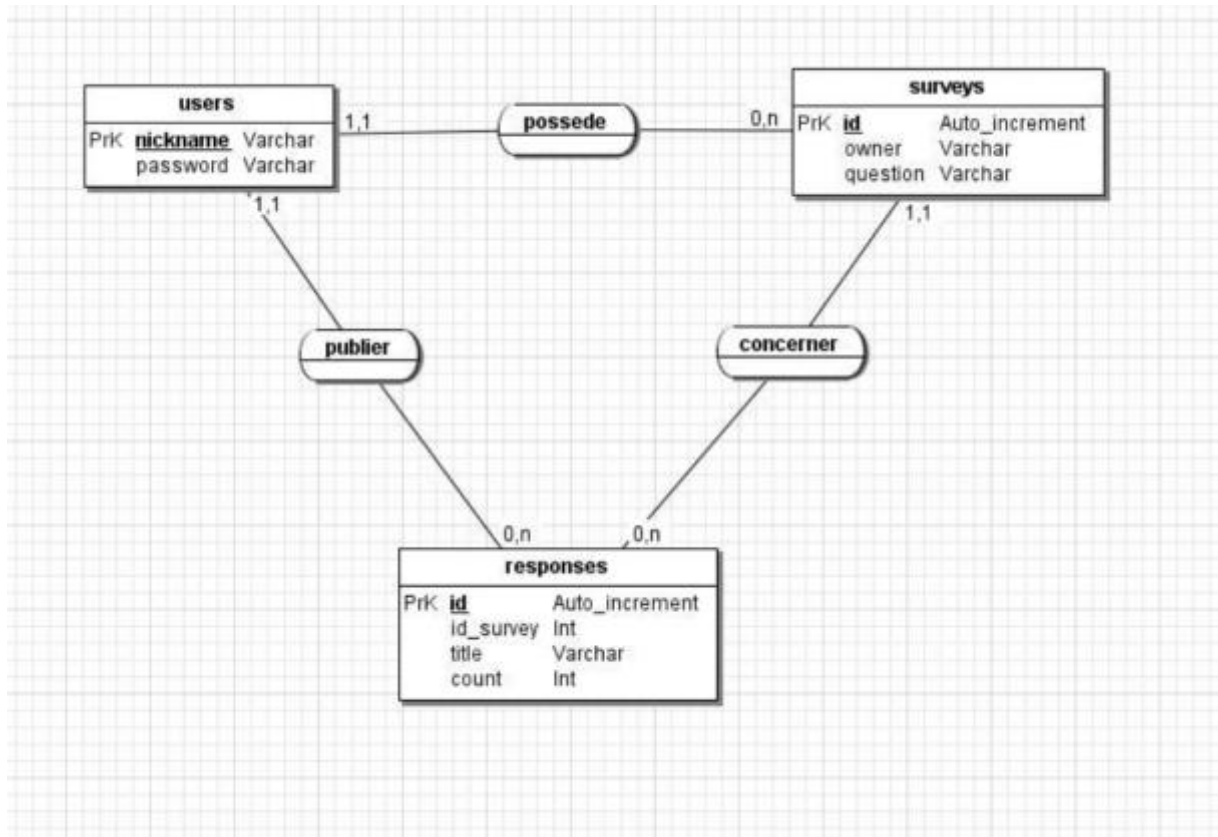 users
PrK nickname Varchar
password Varchar
1,1
possede
0,n
surveys
PrK id Auto_increment
owner Varchar
question Varchar
1,1
1,1
publier
concerner
0,n
0,n
responses
PrK id Auto_increment
id_survey Int
title Varchar
count Int